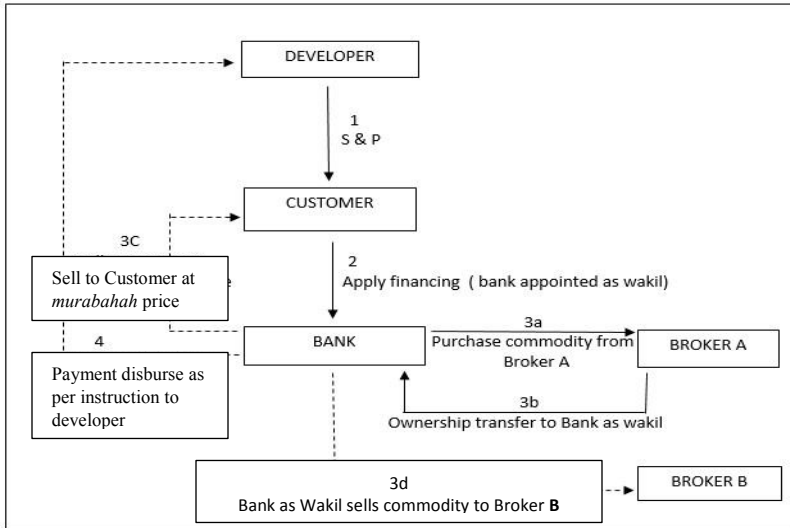 DEVELOPER
1
S & P
CUSTOMER
3C
Sell to Customer at
murabahah price
2
Apply financing ( bank appointed as wakil)
4
BANK
3a
Purchase commodity from
Broker A
BROKER A
Payment disburse as
per instruction to
developer
3b
Ownership transfer to Bank as wakil
3d
Bank as Wakil sells commodity to Broker B
BROKER B